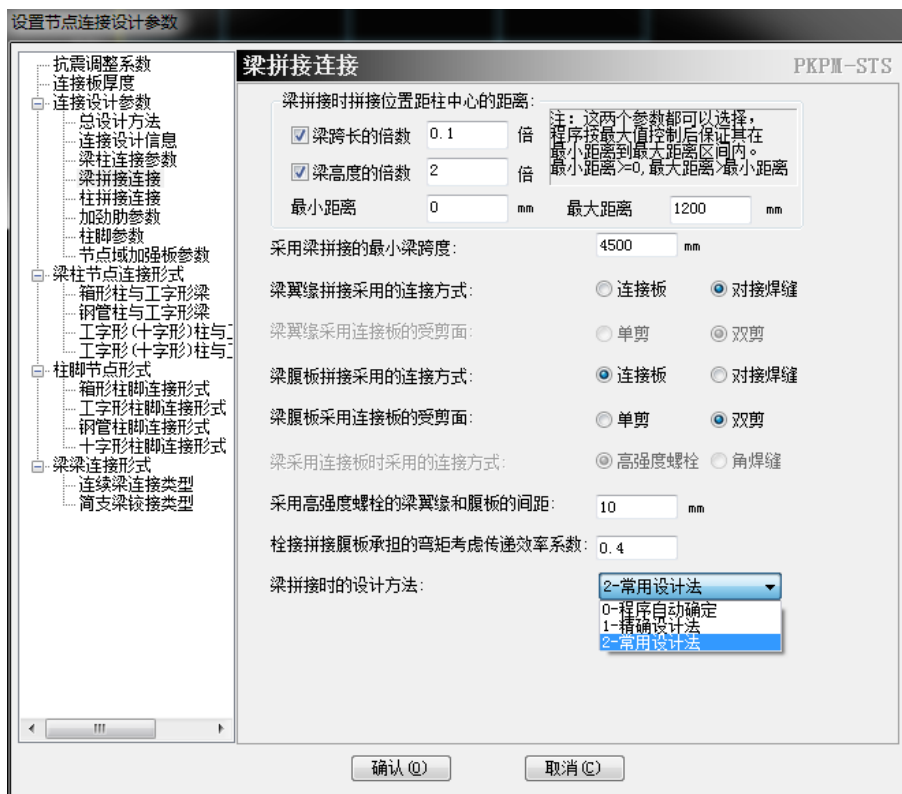 设置节点连接设计参数
抗震调整系数
连接板厚度
连接设计参数
总设计方法
连接设计信息
梁柱连接参数
梁拼接连接
柱拼接连接
加劲肋参数
柱脚参数
节点域加强板参数
梁柱节点连接形式
箱形柱与工字形梁
钢管柱与工字形梁
工字形(十字形)柱与工
工字形(十字形)柱与工
柱脚节点形式
箱形柱脚连接形式
工字形柱脚连接形式
钢管柱脚连接形式
十字形柱脚连接形式
梁梁连接形式
连续梁连接类型
简支梁铰接类型
梁拼接连接 PKPM-STS
梁拼接时拼接位置距柱中心的距离:
梁跨长的倍数 0.1 倍
梁高度的倍数 2 倍
注: 这两个参数都可以选择,
程序按最大值控制后保证其在
最小距离到最大距离区间内。
最小距离>=0,最大距离>最小距离
最小距离 0 mm 最大距离 1200 mm
采用梁拼接的最小梁跨度: 4500 mm
梁翼缘拼接采用的连接方式: 连接板 对接焊缝
梁翼缘采用连接板的受剪面: 单剪 双剪
梁腹板拼接采用的连接方式: 连接板 对接焊缝
梁腹板采用连接板的受剪面: 单剪 双剪
梁采用连接板时采用的连接方式: 高强度螺栓 角焊缝
采用高强度螺栓的梁翼缘和腹板的间距: 10 mm
栓接拼接腹板承担的弯矩考虑传递效率系数: 0.4
梁拼接时的设计方法: 2-常用设计法
0-程序自动确定
1-精确设计法
2-常用设计法
确认(O) 取消(C)